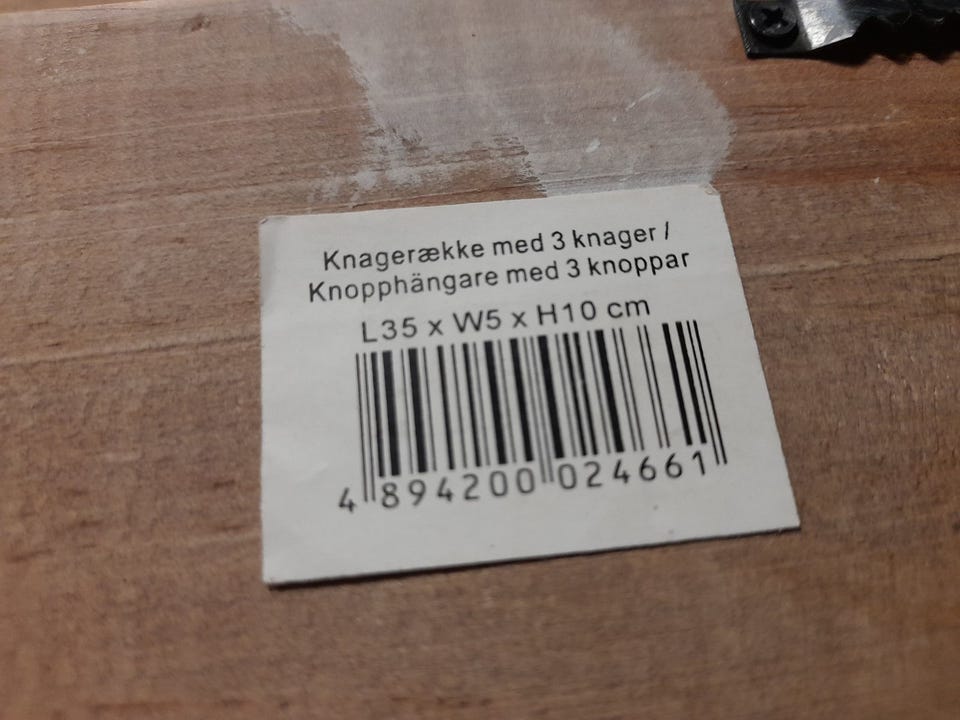 Knagerække med 3 knager /
Knopphängare med 3 knoppar
L35 x W5 x H10 cm
4 894200 024661